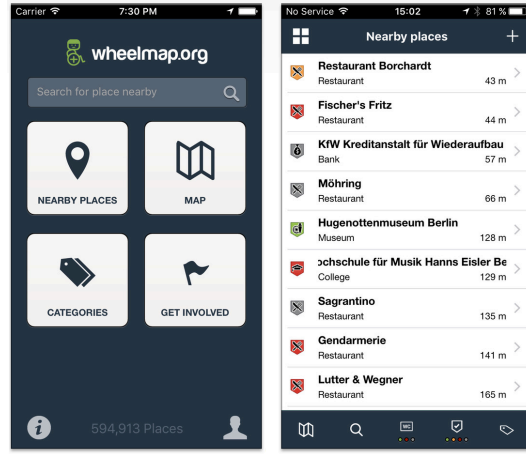 Carrier 7:30 PM
wheelmap.org
Search for place nearby
NEARBY PLACES
MAP
CATEGORIES
GET INVOLVED
594,913 Places
No Service 15:02 81 %
Nearby places
Restaurant Borchardt
Restaurant 43 m
Fischer's Fritz
Restaurant 44 m
KfW Kreditanstalt für Wiederaufbau
Bank 57 m
Möhring
Restaurant 66 m
Hugenottenmuseum Berlin
Museum 128 m
ochschule für Musik Hanns Eisler Be
College 129 m
Sagrantino
Restaurant 135 m
Gendarmerie
Restaurant 141 m
Lutter & Wegner
Restaurant 165 m
WC